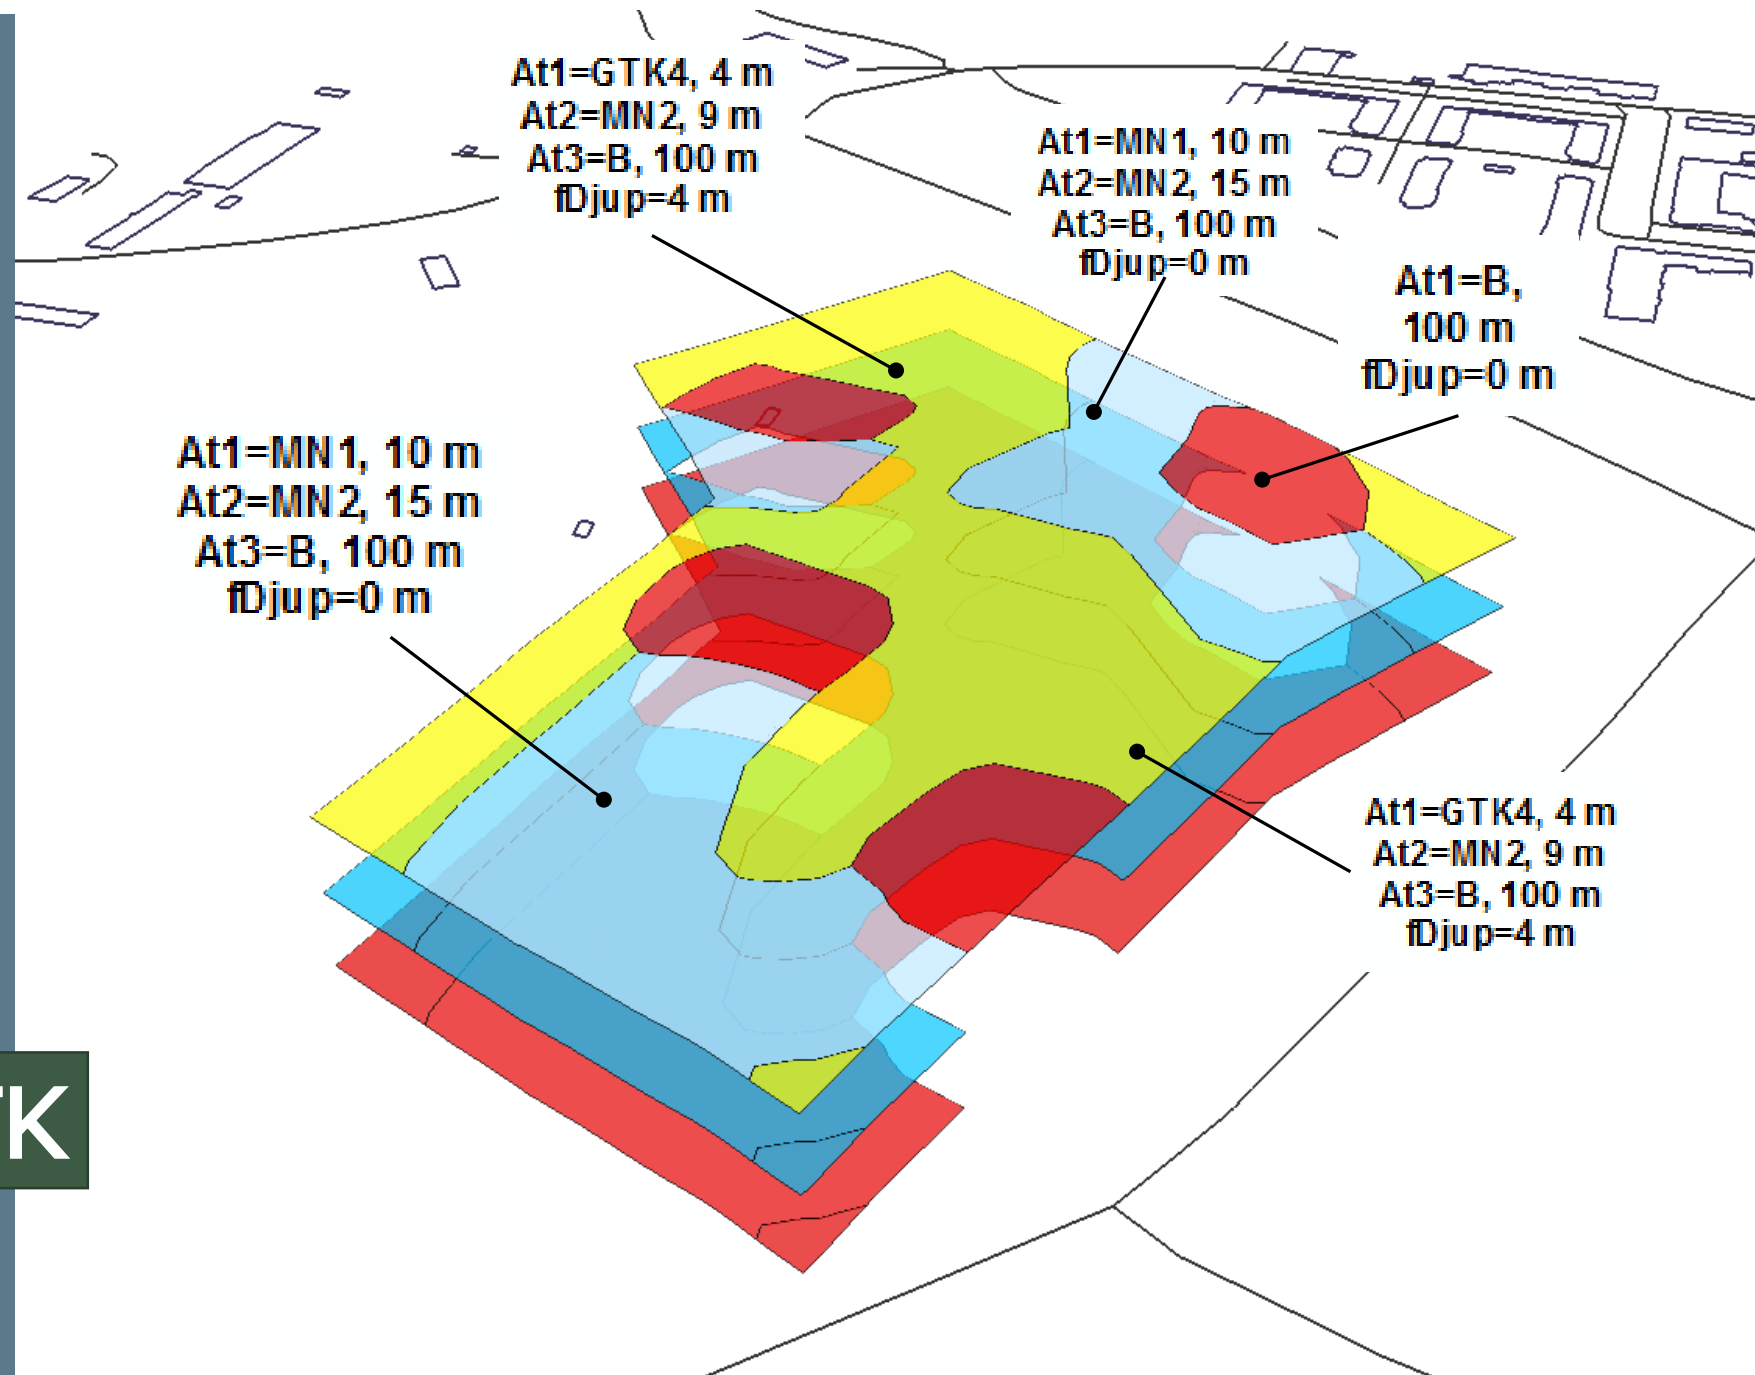 At1=GTK4, 4 m
At2=MN2, 9 m
At3=B, 100 m
fDjup=4 m
At1=MN1, 10 m
At2=MN2, 15 m
At3=B, 100 m
fDjup=0 m
At1=B,
100 m
fDjup=0 m
At1=MN1, 10 m
At2=MN2, 15 m
At3=B, 100 m
fDjup=0 m
At1=GTK4, 4 m
At2=MN2, 9 m
At3=B, 100 m
fDjup=4 m
K